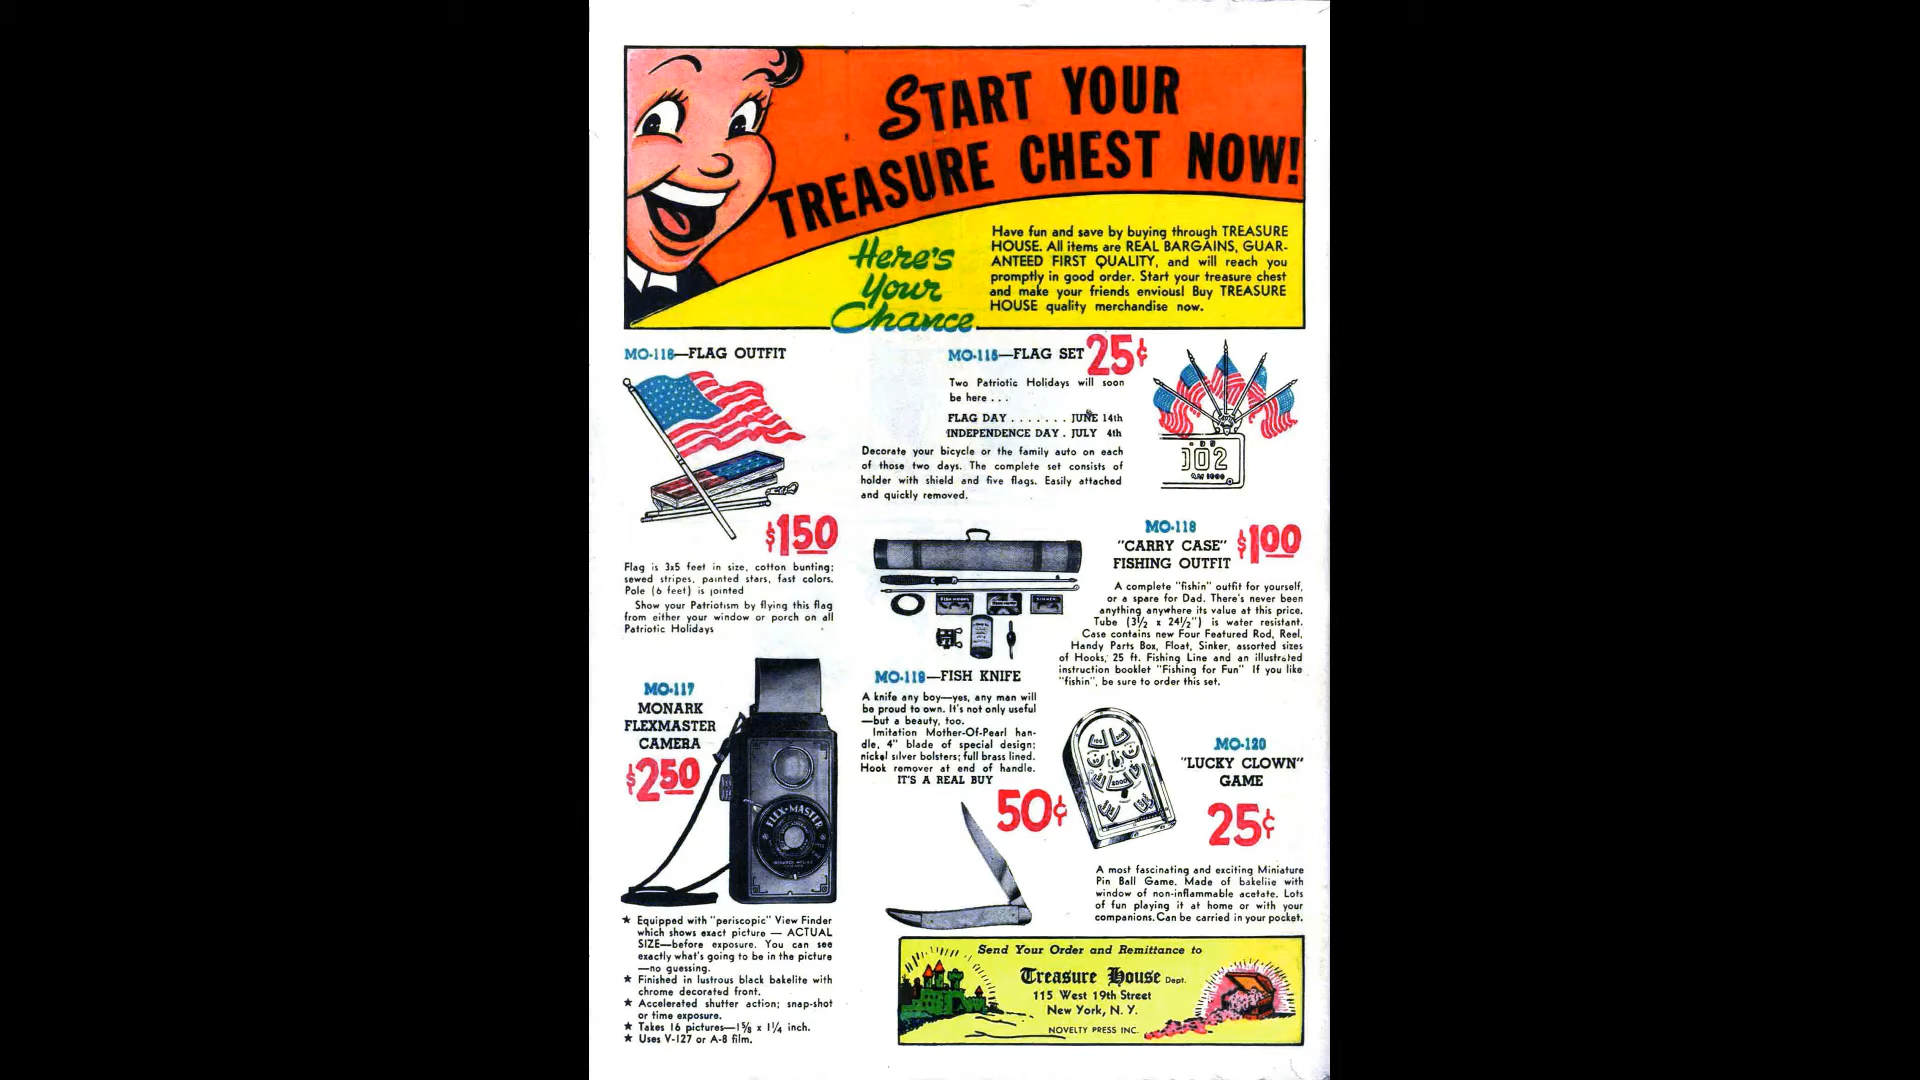 START YOUR
TREASURE CHEST NOW!
Here's
Your
Chance
Have fun and save by buying through TREASURE
HOUSE. All items are REAL BARGAINS, GUAR-
ANTEED FIRST QUALITY, and will reach you
promptly in good order. Start your treasure chest
and make your friends envious! Buy TREASURE
HOUSE quality merchandise now.
MO-116—FLAG OUTFIT
$1.50
Flag is 3x5 feet in size, cotton bunting;
sewed stripes, painted stars, fast colors.
Pole (6 feet) is jointed
Show your Patriotism by flying this flag
from either your window or porch on all
Patriotic Holidays
MO-115—FLAG SET 25¢
Two Patriotic Holidays will soon
be here . . .
FLAG DAY . . . . . . . JUNE 14th
INDEPENDENCE DAY . JULY 4th
Decorate your bicycle or the family auto on each
of those two days. The complete set consists of
holder with shield and five flags. Easily attached
and quickly removed.
102
MO-118
"CARRY CASE"
FISHING OUTFIT
$1.00
A complete "fishin" outfit for yourself,
or a spare for Dad. There's never been
anything anywhere its value at this price.
Tube (3½ x 24½") is water resistant.
Case contains new Four Featured Rod, Reel,
Handy Parts Box, Float, Sinker, assorted sizes
of Hooks, 25 ft. Fishing Line and an illustrated
instruction booklet "Fishing for Fun" If you like
"fishin", be sure to order this set.
FISH HOOKS
SINKER
MO-117
MONARK
FLEXMASTER
CAMERA
$2.50
FLEX-MASTER
★ Equipped with "periscopic" View Finder
which shows exact picture — ACTUAL
SIZE—before exposure. You can see
exactly what's going to be in the picture
—no guessing.
★ Finished in lustrous black bakelite with
chrome decorated front.
★ Accelerated shutter action; snap-shot
or time exposure.
★ Takes 16 pictures—1⅝ x 1¼ inch.
★ Uses V-127 or A-8 film.
MO-119—FISH KNIFE
A knife any boy—yes, any man will
be proud to own. It's not only useful
—but a beauty, too.
Imitation Mother-Of-Pearl han-
dle, 4" blade of special design;
nickel silver bolsters; full brass lined.
Hook remover at end of handle.
IT'S A REAL BUY
50¢
MO-120
"LUCKY CLOWN"
GAME
25¢
A most fascinating and exciting Miniature
Pin Ball Game. Made of bakelite with
window of non-inflammable acetate. Lots
of fun playing it at home or with your
companions. Can be carried in your pocket.
Send Your Order and Remittance to
Treasure House Dept.
115 West 19th Street
New York, N. Y.
NOVELTY PRESS INC.